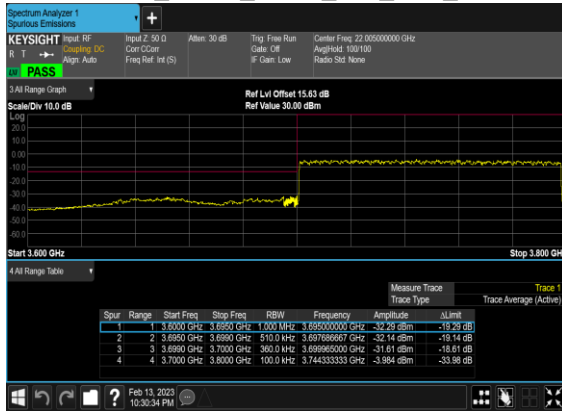 Spectrum Analyzer 1
Spurious Emissions
KEYSIGHT Input: RF Input Z: 50 Ω Atten: 30 dB Trig: Free Run Center Freq: 22.005000000 GHz
R T Coupling: DC Corr CCorr Gate: Off Avg|Hold: 100/100
Align: Auto Freq Ref: Int (S) IF Gain: Low Radio Std: None
LXI PASS
3 All Range Graph
Ref Lvl Offset 15.63 dB
Scale/Div 10.0 dB Ref Value 30.00 dBm
Log
20.0
10.0
0.00
-10.0
-20.0
-30.0
-40.0
-50.0
-60.0
Start 3.600 GHz Stop 3.800 GH
4 All Range Table
Measure Trace Trace 1
Trace Type Trace Average (Active)
Spur Range Start Freq Stop Freq RBW Frequency Amplitude ΔLimit
1 1 3.6000 GHz 3.6950 GHz 1.000 MHz 3.695000000 GHz -32.29 dBm -19.29 dB
2 2 3.6950 GHz 3.6990 GHz 510.0 kHz 3.697686667 GHz -32.14 dBm -19.14 dB
3 3 3.6990 GHz 3.7000 GHz 360.0 kHz 3.699965000 GHz -31.61 dBm -18.61 dB
4 4 3.7000 GHz 3.8000 GHz 100.0 kHz 3.744333333 GHz -3.984 dBm -33.98 dB
Feb 13, 2023
10:30:34 PM